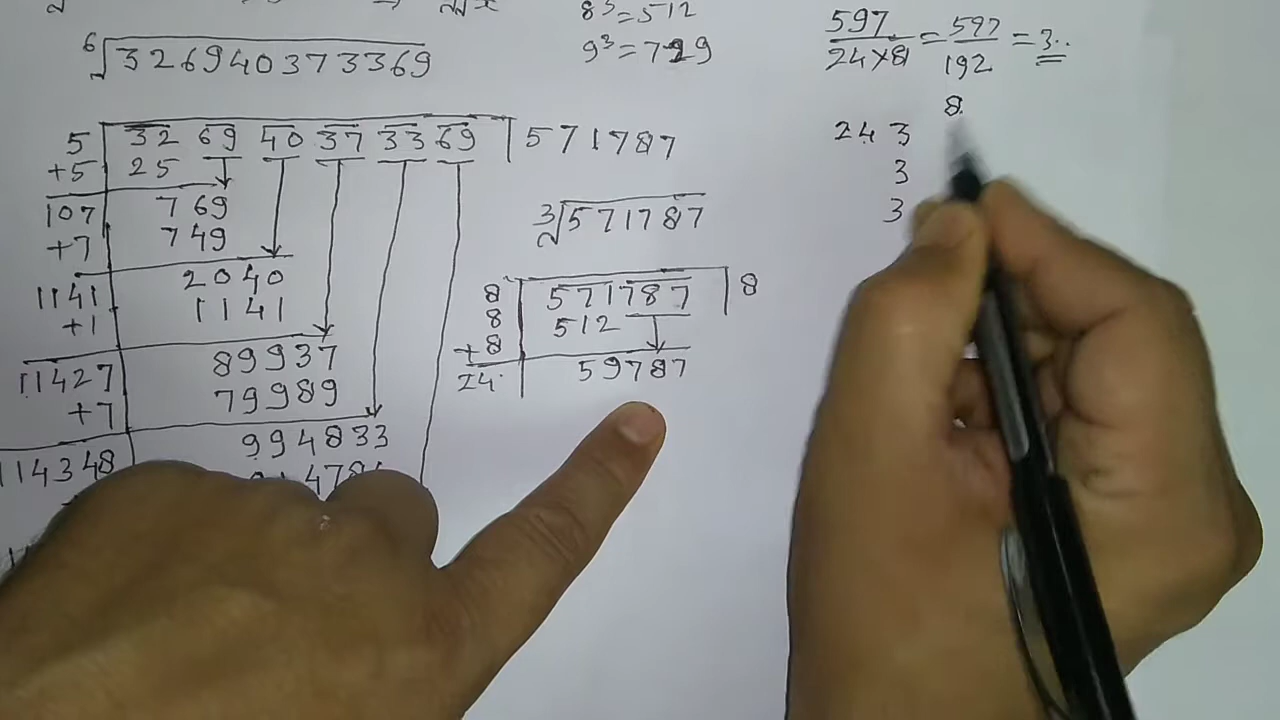 8³=512
9³=729
⁶√326940373369
5 | 32 69 40 37 33 69 | 571787
+5 | 25
107 | 769
+7 | 749
1141 | 2040
+1 | 1141
11427 | 89937
+7 | 79989
114348 | 994833
³√571787
8 | 571787 | 8
8 | 512
+8
24 | 59787
597/24×8 = 597/192 = 3..
8
243
3
3